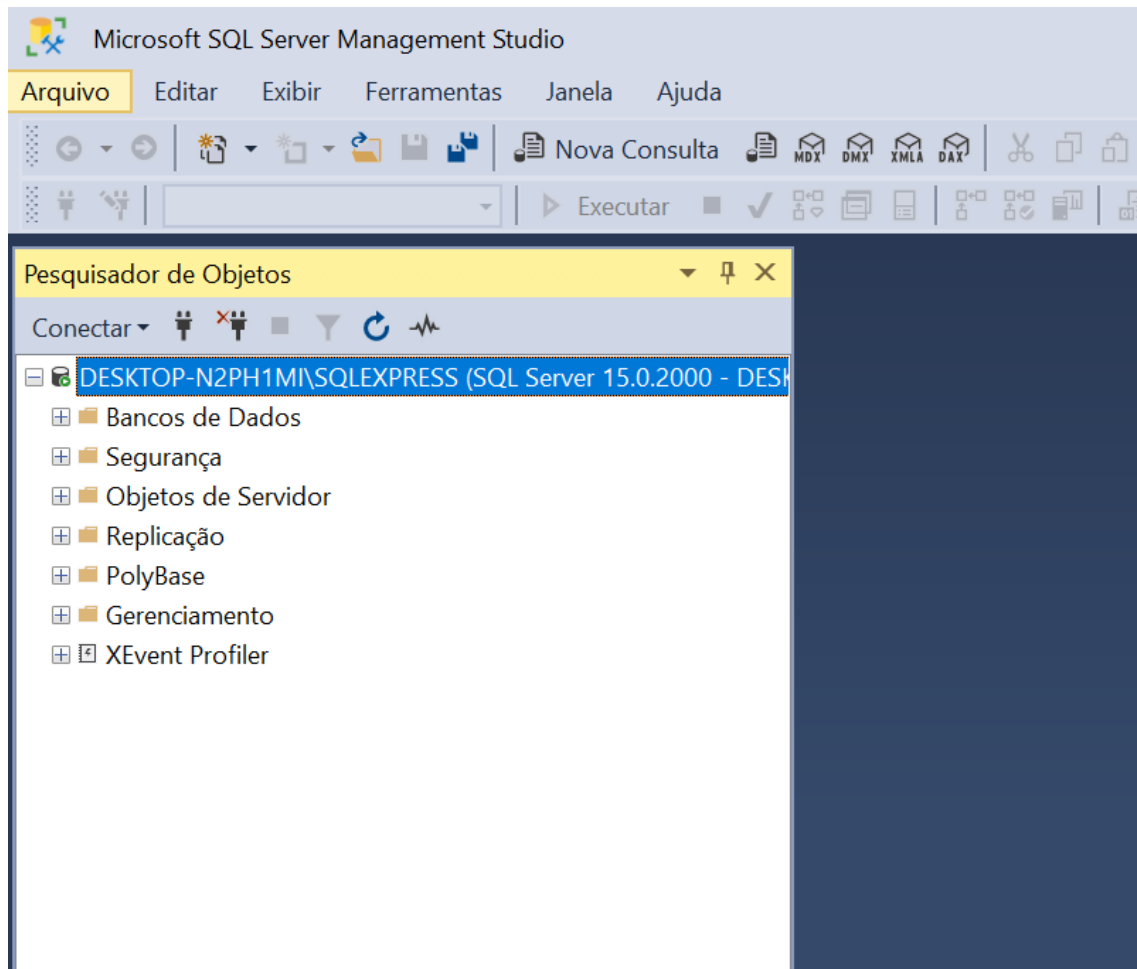 Microsoft SQL Server Management Studio
Arquivo Editar Exibir Ferramentas Janela Ajuda
Nova Consulta MDX DMX XMLA DAX
Executar
Pesquisador de Objetos
Conectar
DESKTOP-N2PH1MI\SQLEXPRESS (SQL Server 15.0.2000 - DESK
Bancos de Dados
Segurança
Objetos de Servidor
Replicação
PolyBase
Gerenciamento
XEvent Profiler